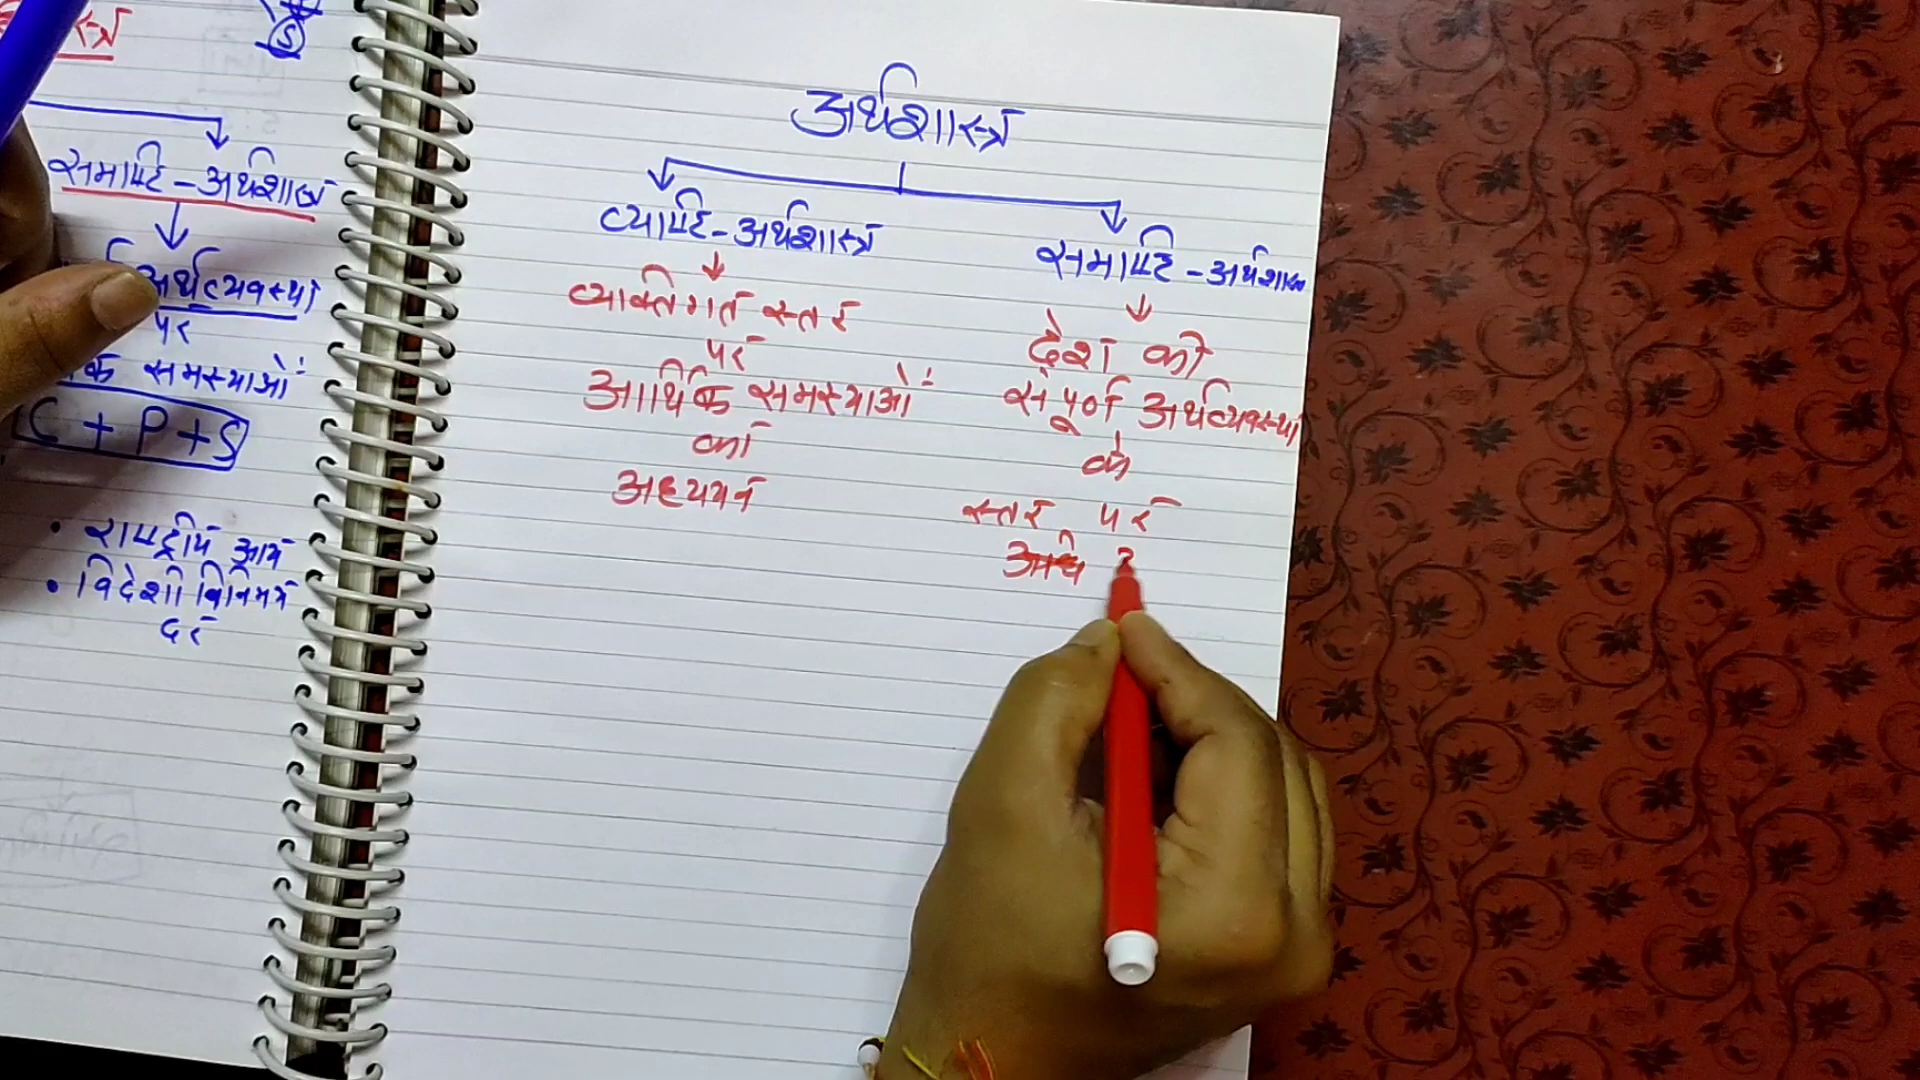 स्त्र
S
समष्टि - अर्थशास्त्र
अर्थव्यवस्था
पर
क समस्याओं
C + P + S
• राष्ट्रीय आय
• विदेशी विनिमय
दर
अर्थशास्त्र
व्यष्टि - अर्थशास्त्र
समष्टि - अर्थशास्त्र
व्यक्तिगत स्तर
पर
आर्थिक समस्याओं
का
अध्ययन
देश की
संपूर्ण अर्थव्यवस्था
के
स्तर पर